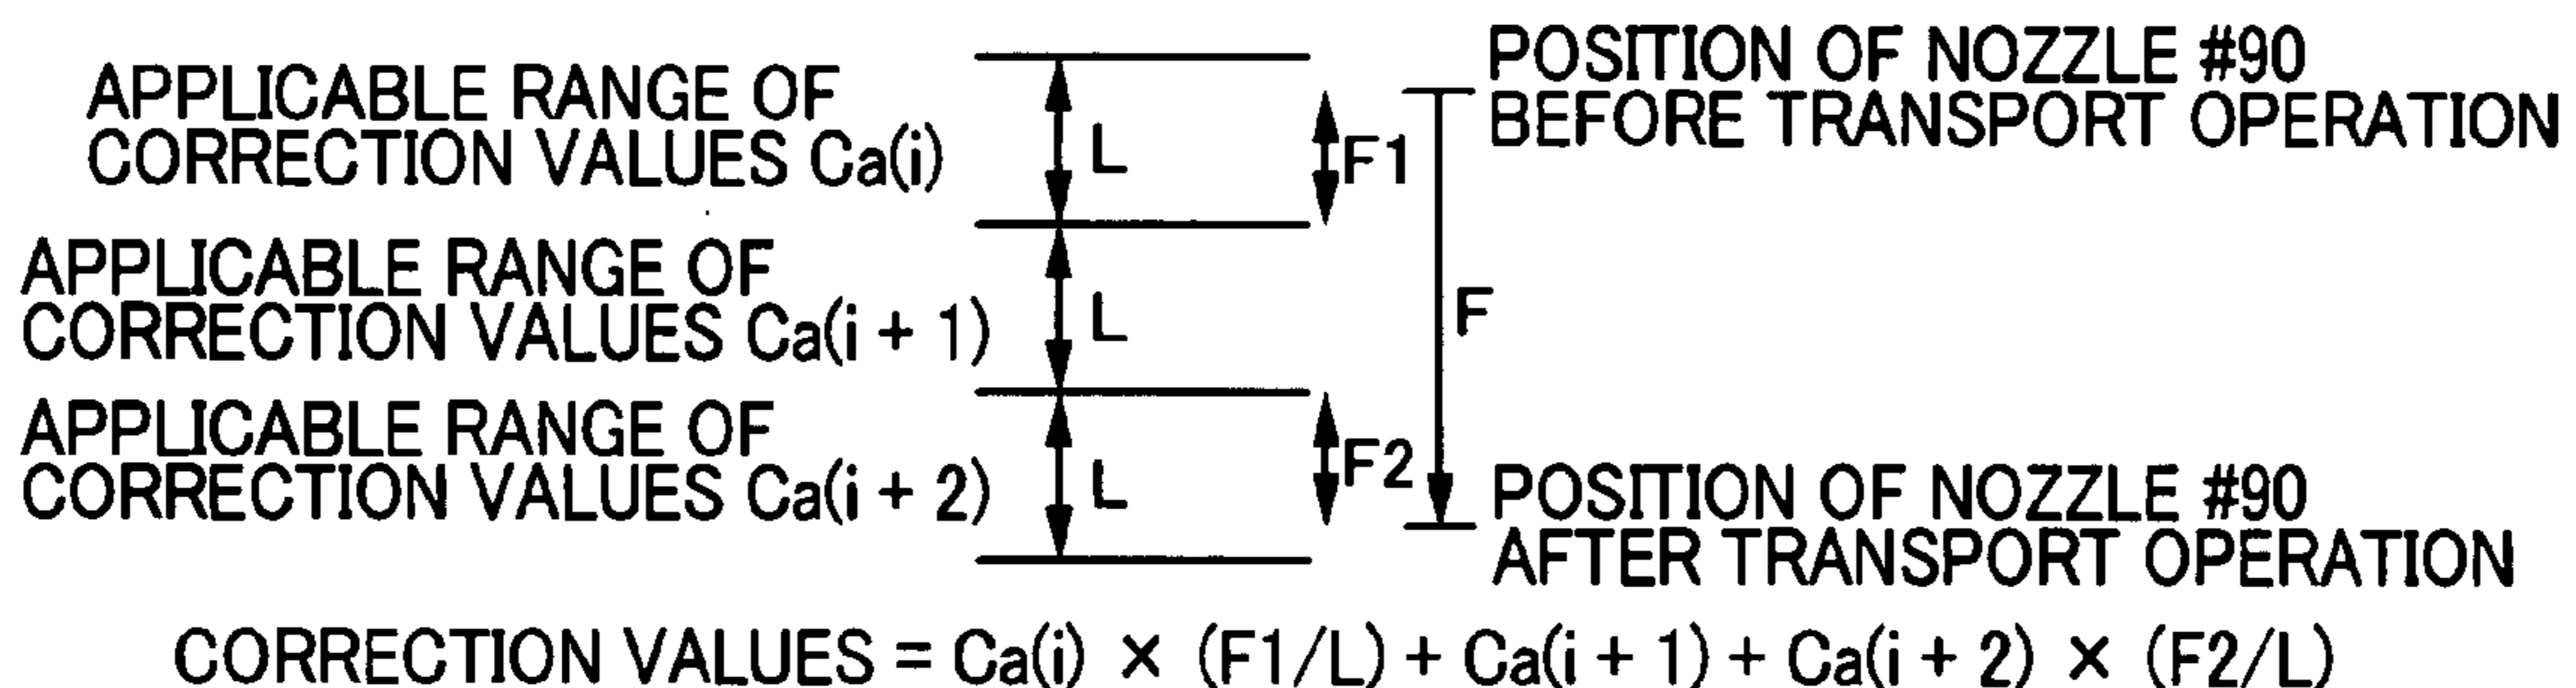 APPLICABLE RANGE OF
CORRECTION VALUES Ca(i)
L
F1
POSITION OF NOZZLE #90
BEFORE TRANSPORT OPERATION
APPLICABLE RANGE OF
CORRECTION VALUES Ca(i + 1)
L
F
APPLICABLE RANGE OF
CORRECTION VALUES Ca(i + 2)
L
F2
POSITION OF NOZZLE #90
AFTER TRANSPORT OPERATION
CORRECTION VALUES = Ca(i) × (F1/L) + Ca(i + 1) + Ca(i + 2) × (F2/L)